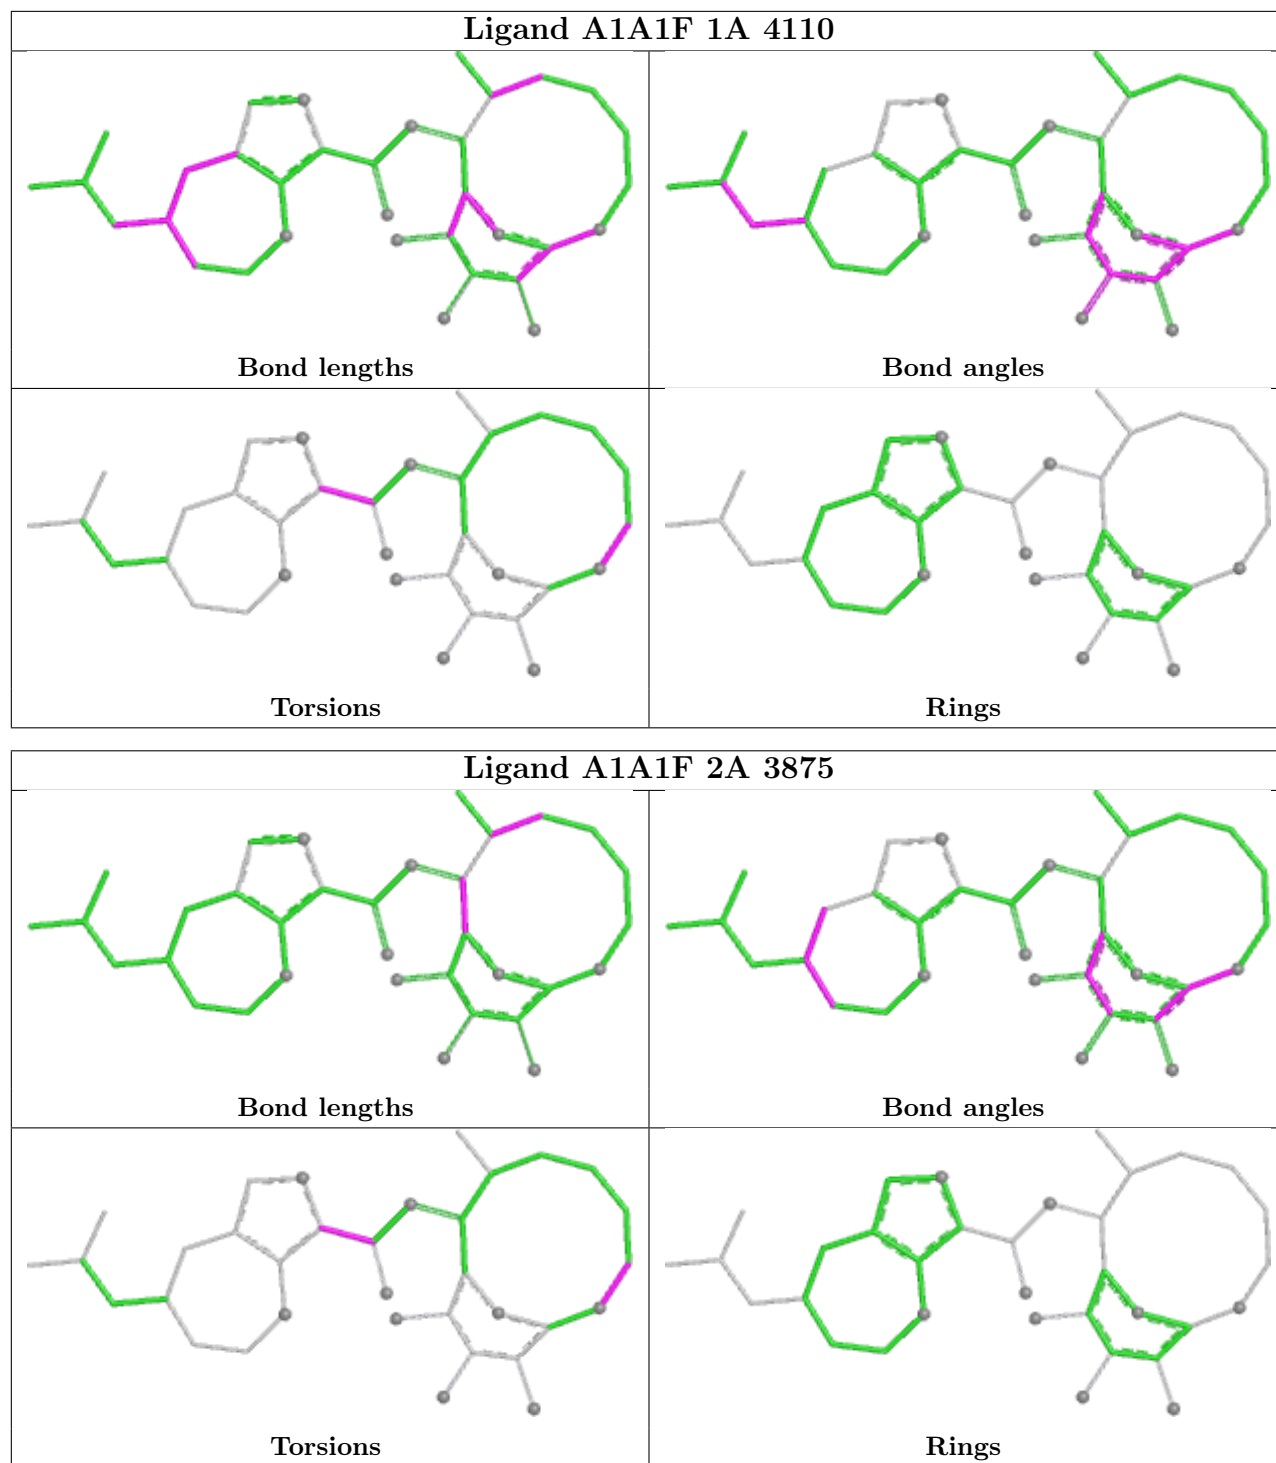 Ligand A1A1F 1A 4110
Bond lengths
Bond angles
Torsions
Rings
Ligand A1A1F 2A 3875
Bond lengths
Bond angles
Torsions
Rings